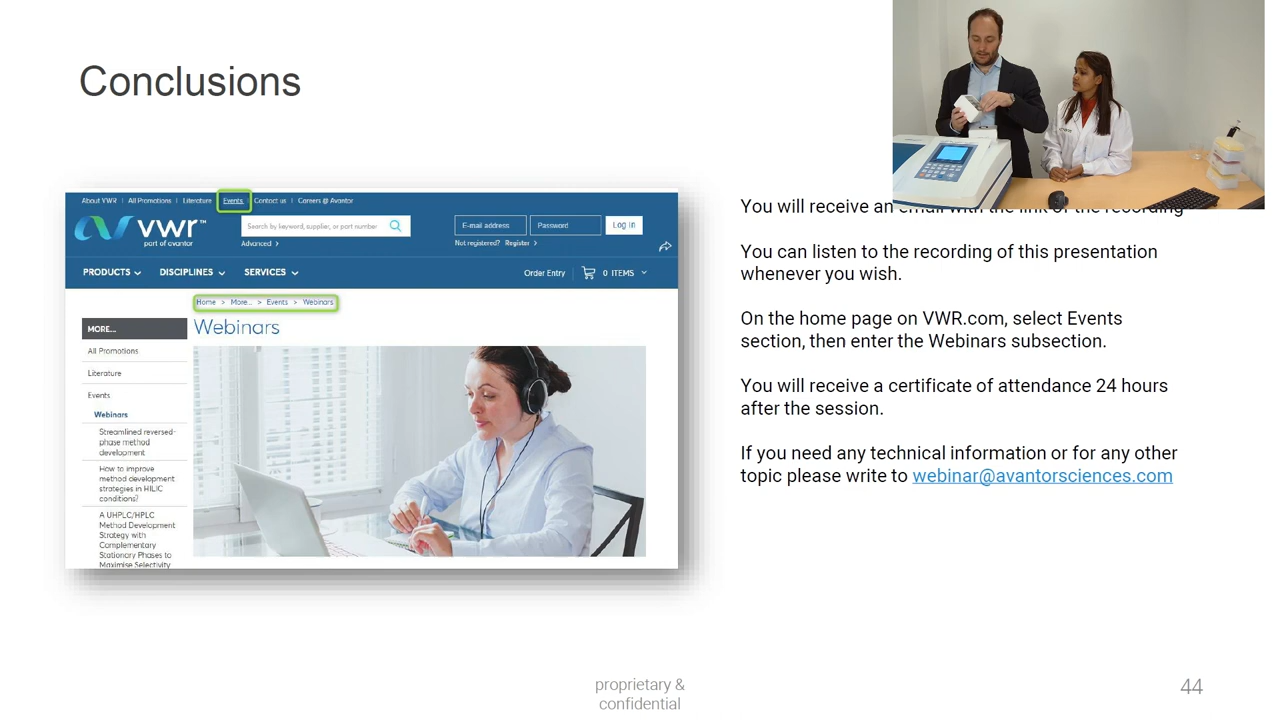 Conclusions
About VWR | All Promotions | Literature | Events | Contact us | Careers @ Avantor
vwr™
part of avantor
Search by keyword, supplier, or part number
Advanced >
E-mail address
Password
Log In
Not registered? Register >
PRODUCTS
DISCIPLINES
SERVICES
Order Entry
0 ITEMS
Home > More... > Events > Webinars
MORE...
All Promotions
Literature
Events
Webinars
Streamlined reversed-
phase method
development
How to improve
method development
strategies in HILIC
conditions?
A UHPLC/HPLC
Method Development
Strategy with
Complementary
Stationary Phases to
Maximise Selectivity
Webinars
You will receive an email with the link of the recording
You can listen to the recording of this presentation
whenever you wish.
On the home page on VWR.com, select Events
section, then enter the Webinars subsection.
You will receive a certificate of attendance 24 hours
after the session.
If you need any technical information or for any other
topic please write to webinar@avantorsciences.com
proprietary &
confidential
44